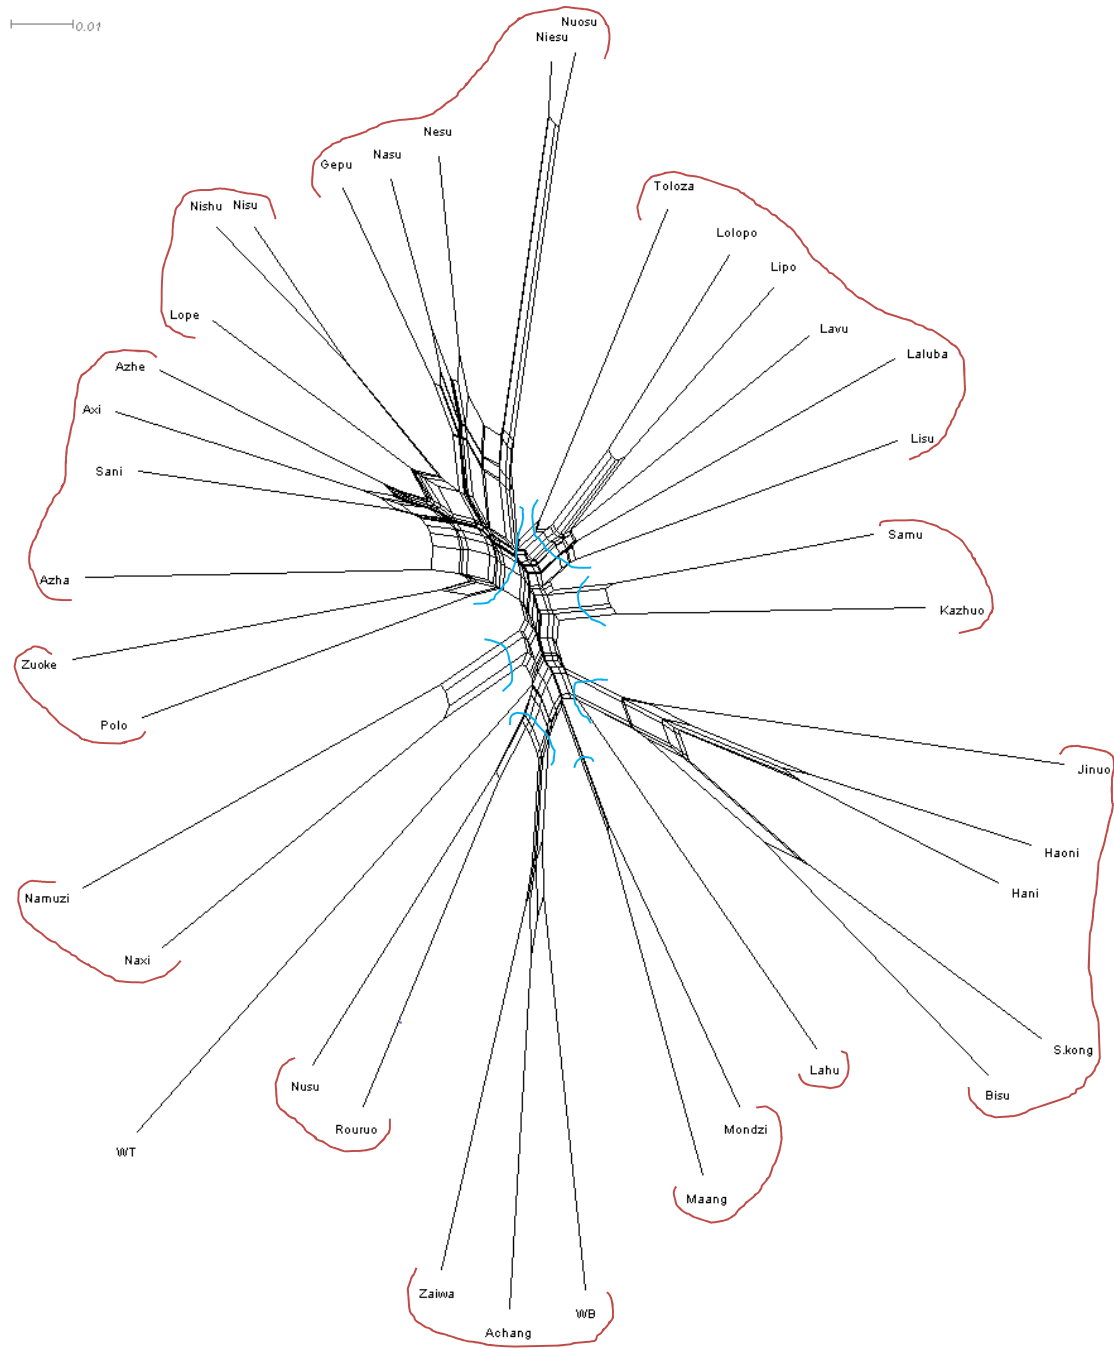 0.01
Nuosu
Niesu
Nesu
Nasu
Gepu
Toloza
Nishu Nisu
Lolopo
Lipo
Lope
Lavu
Laluba
Azhe
Axi
Lisu
Sani
Samu
Azha
Kazhuo
Zuoke
Polo
Jinuo
Haoni
Hani
Namuzi
Naxi
S.kong
Lahu
Nusu
Bisu
Rouruo
Mondzi
WT
Maang
Zaiwa
WB
Achang